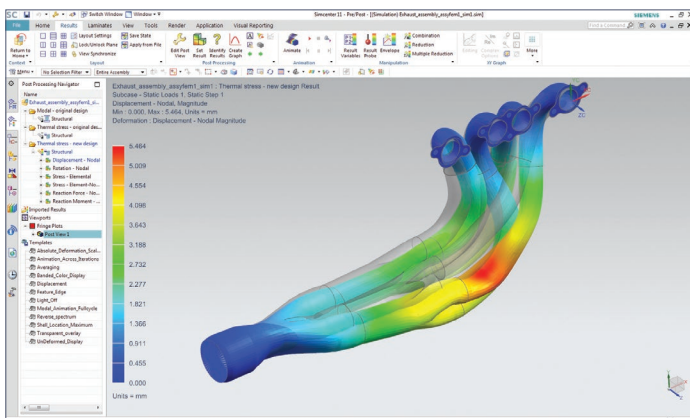 SC
Switch Window
Window
Simcenter 11 - Pre/Post - [(Simulation) Exhaust_assembly_assyfem1_sim1.sim]
SIEMENS
File Home Results Laminates View Tools Render Application Visual Reporting
Find a Command
Return to
Layout Settings
Save State
Lock/Unlock Plane
Apply from File
View Synchronize
Context
Layout
Edit Post View
Set Result
Identify Results
Create Graph
Post Processing
Animate
Animation
Result Variables
Result Probe
Envelope
Combination
Reduction
Multiple Reduction
Manipulation
Editing
XY Graph
More
Menu
No Selection Filter
Entire Assembly
Post Processing Navigator
Name
Exhaust_assembly_assyfem1_si...
Model - original design
Structural
Thermal stress - original des...
Structural
Thermal stress - new design
Structural
Displacement - Nodal
Rotation - Nodal
Stress - Elemental
Stress - Element-No...
Reaction Force - No...
Reaction Moment - ...
Imported Results
Viewports
Fringe Plots
Post View 1
Templates
Absolute_Deformation_Scal...
Animation_Across_Iterations
Averaging
Banded_Color_Display
Displacement
Feature_Edge
Light_Off
Modal_Animation_Fullcycle
Reverse_spectrum
Shell_Location_Maximum
Transparent_overlay
UnDeformed_Display
Exhaust_assembly_assyfem1_sim1 : Thermal stress - new design Result
Subcase - Static Loads 1, Static Step 1
Displacement - Nodal, Magnitude
Min : 0.000, Max : 5.464, Units = mm
Deformation : Displacement - Nodal Magnitude
5.464
5.009
4.554
4.098
3.643
3.188
2.732
2.277
1.821
1.366
0.911
0.455
0.000
Units = mm
ZC